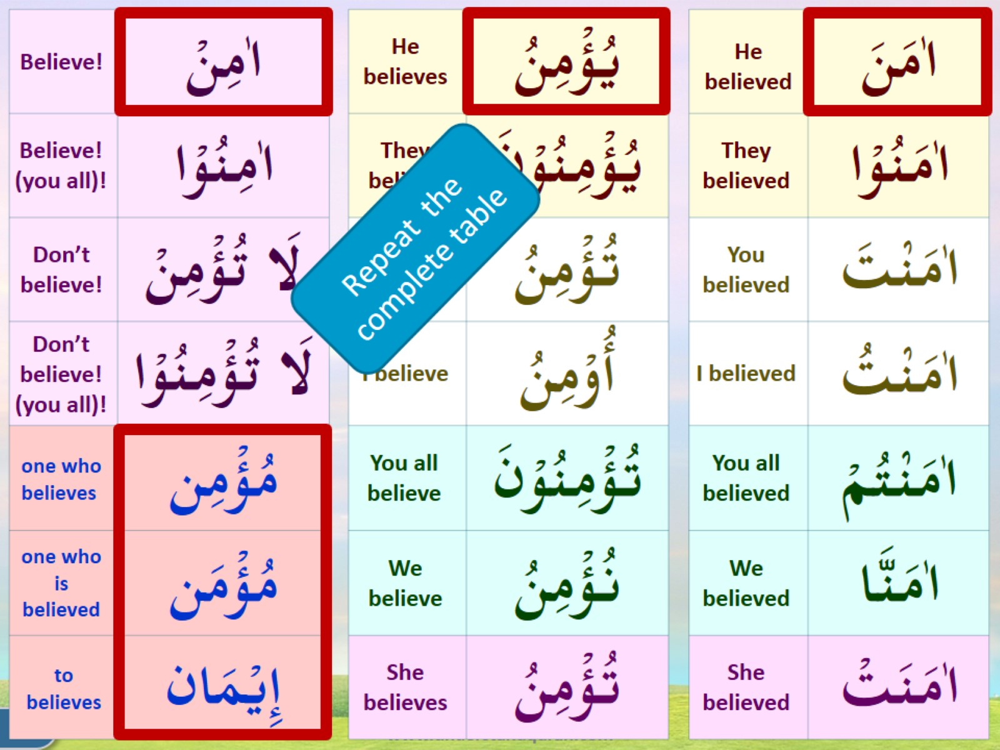 Believe! اٰمِنْ
Believe! (you all)! اٰمِنُوْا
Don’t believe! لَا تُؤْمِنْ
Don’t believe! (you all)! لَا تُؤْمِنُوْا
one who believes مُؤْمِن
one who is believed مُؤْمَن
to believes إِيْمَان
He believes يُؤْمِنُ
They يُؤْمِنُوْنَ
تُؤْمِنُ
I believe أُوْمِنُ
You all believe تُؤْمِنُوْنَ
We believe نُؤْمِنُ
She believes تُؤْمِنُ
He believed اٰمَنَ
They believed اٰمَنُوْا
You believed اٰمَنْتَ
I believed اٰمَنْتُ
You all believed اٰمَنْتُمْ
We believed اٰمَنَّا
She believed اٰمَنَتْ
Repeat the
complete table